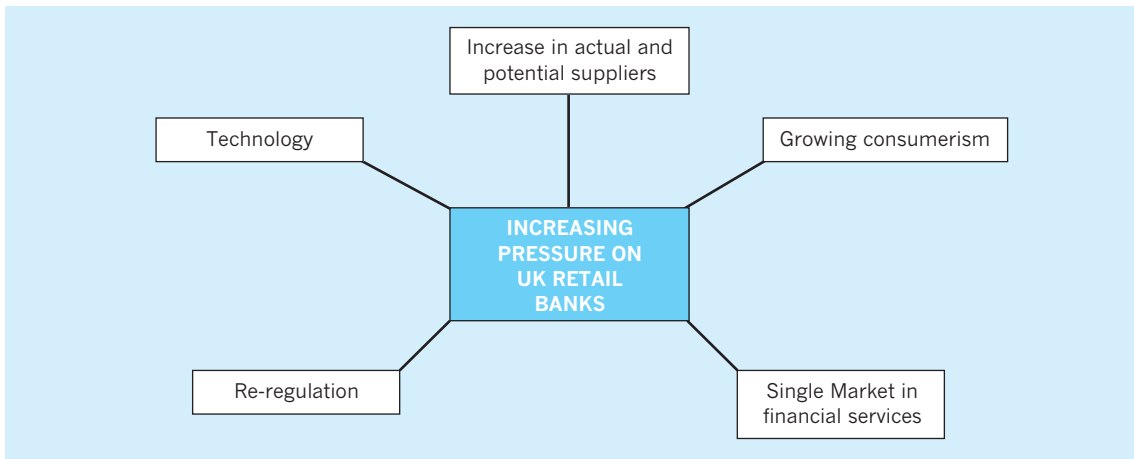 Increase in actual and
potential suppliers
Technology
Growing consumerism
INCREASING
PRESSURE ON
UK RETAIL
BANKS
Re-regulation
Single Market in
financial services